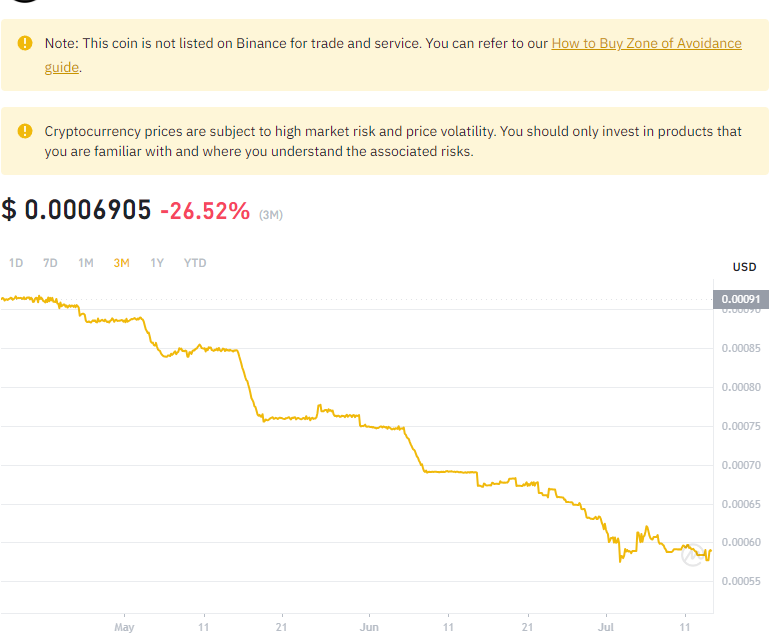 Note: This coin is not listed on Binance for trade and service. You can refer to our How to Buy Zone of Avoidance
guide.
Cryptocurrency prices are subject to high market risk and price volatility. You should only invest in products that
you are familiar with and where you understand the associated risks.
$ 0.0006905 -26.52% (3M)
1D 7D 1M 3M 1Y YTD
USD
0.00091
0.00090
0.00085
0.00080
0.00075
0.00070
0.00065
0.00060
0.00055
May 11 21 Jun 11 21 Jul 11